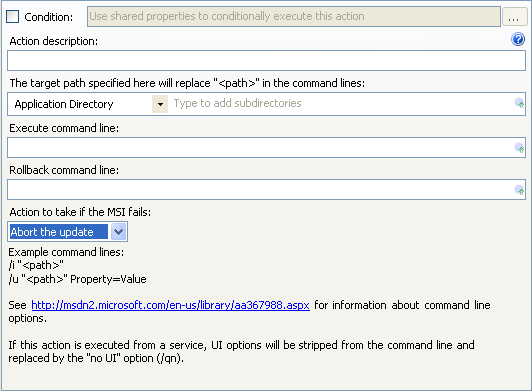 Condition: Use shared properties to conditionally execute this action ...
Action description: ?
The target path specified here will replace "<path>" in the command lines:
Application Directory Type to add subdirectories
Execute command line:
Rollback command line:
Action to take if the MSI fails:
Abort the update
Example command lines:
/i "<path>"
/u "<path>" Property=Value
See http://msdn2.microsoft.com/en-us/library/aa367988.aspx for information about command line
options.
If this action is executed from a service, UI options will be stripped from the command line and
replaced by the "no UI" option (/qn).